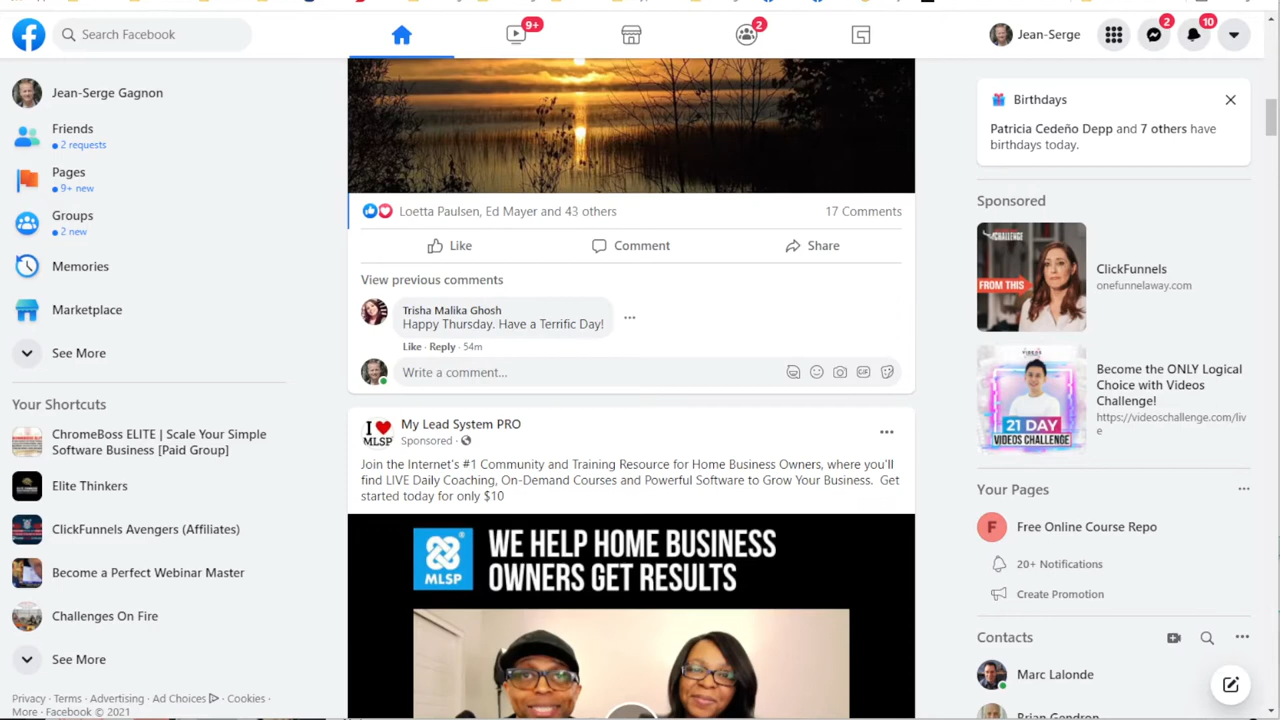 Search Facebook
9+
2
Jean-Serge
2
10
Jean-Serge Gagnon
Friends
2 requests
Pages
9+ new
Groups
2 new
Memories
Marketplace
See More
Your Shortcuts
ChromeBoss ELITE | Scale Your Simple
Software Business [Paid Group]
Elite Thinkers
ClickFunnels Avengers (Affiliates)
Become a Perfect Webinar Master
Challenges On Fire
See More
Privacy · Terms · Advertising · Ad Choices · Cookies ·
More · Facebook © 2021
Loetta Paulsen, Ed Mayer and 43 others
17 Comments
Like
Comment
Share
View previous comments
Trisha Malika Ghosh
Happy Thursday. Have a Terrific Day!
Like · Reply · 54m
Write a comment...
GIF
I ♥
MLSP
My Lead System PRO
Sponsored ·
Join the Internet's #1 Community and Training Resource for Home Business Owners, where you'll
find LIVE Daily Coaching, On-Demand Courses and Powerful Software to Grow Your Business. Get
started today for only $10
MLSP
WE HELP HOME BUSINESS
OWNERS GET RESULTS
Birthdays
Patricia Cedeño Depp and 7 others have
birthdays today.
Sponsored
CHALLENGE
FROM THIS
ClickFunnels
onefunnelaway.com
VIDEOS
21 DAY
VIDEOS CHALLENGE
Become the ONLY Logical
Choice with Videos
Challenge!
https://videoschallenge.com/liv
e
Your Pages
F
Free Online Course Repo
20+ Notifications
Create Promotion
Contacts
Marc Lalonde
Brian Gendron